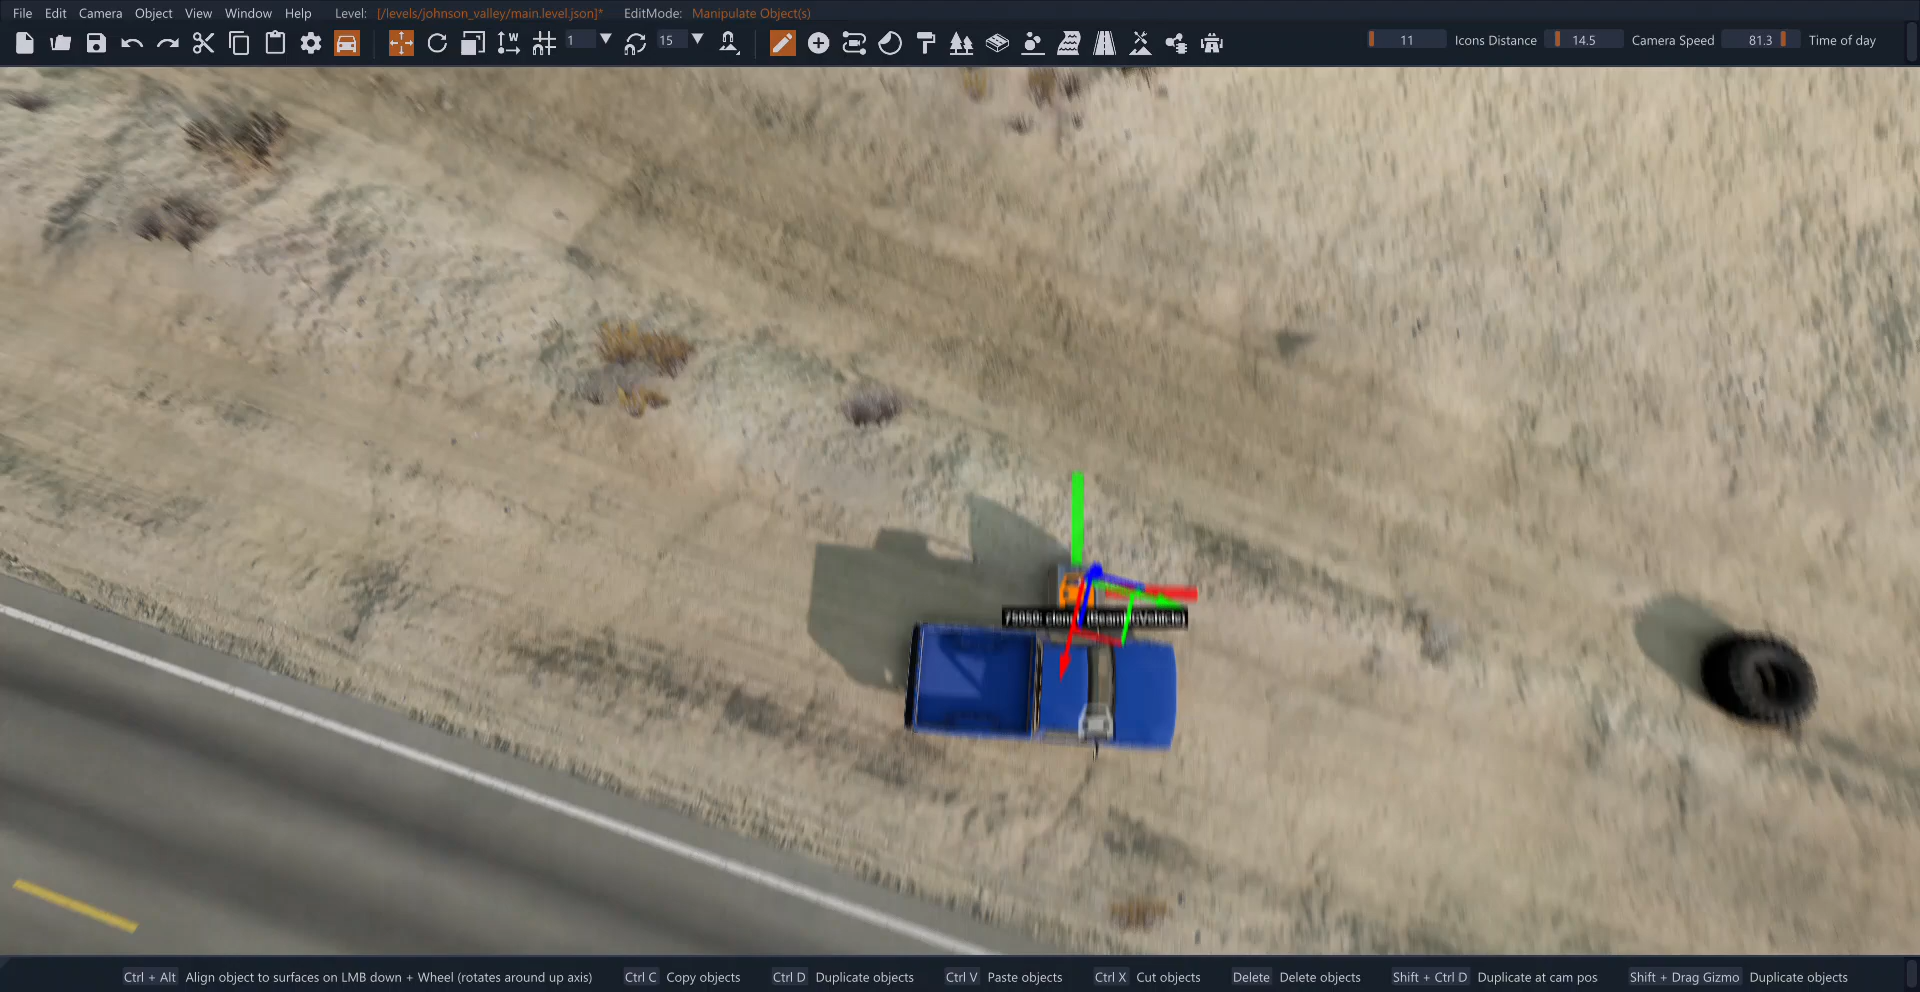 File Edit Camera Object View Window Help Level: [/levels/johnson_valley/main.level.json]* EditMode: Manipulate Object(s)
1 15 11 Icons Distance 14.5 Camera Speed 81.3 Time of day
Ctrl + Alt Align object to surfaces on LMB down + Wheel (rotates around up axis) Ctrl C Copy objects Ctrl D Duplicate objects Ctrl V Paste objects Ctrl X Cut objects Delete Delete objects Shift + Ctrl D Duplicate at cam pos Shift + Drag Gizmo Duplicate objects